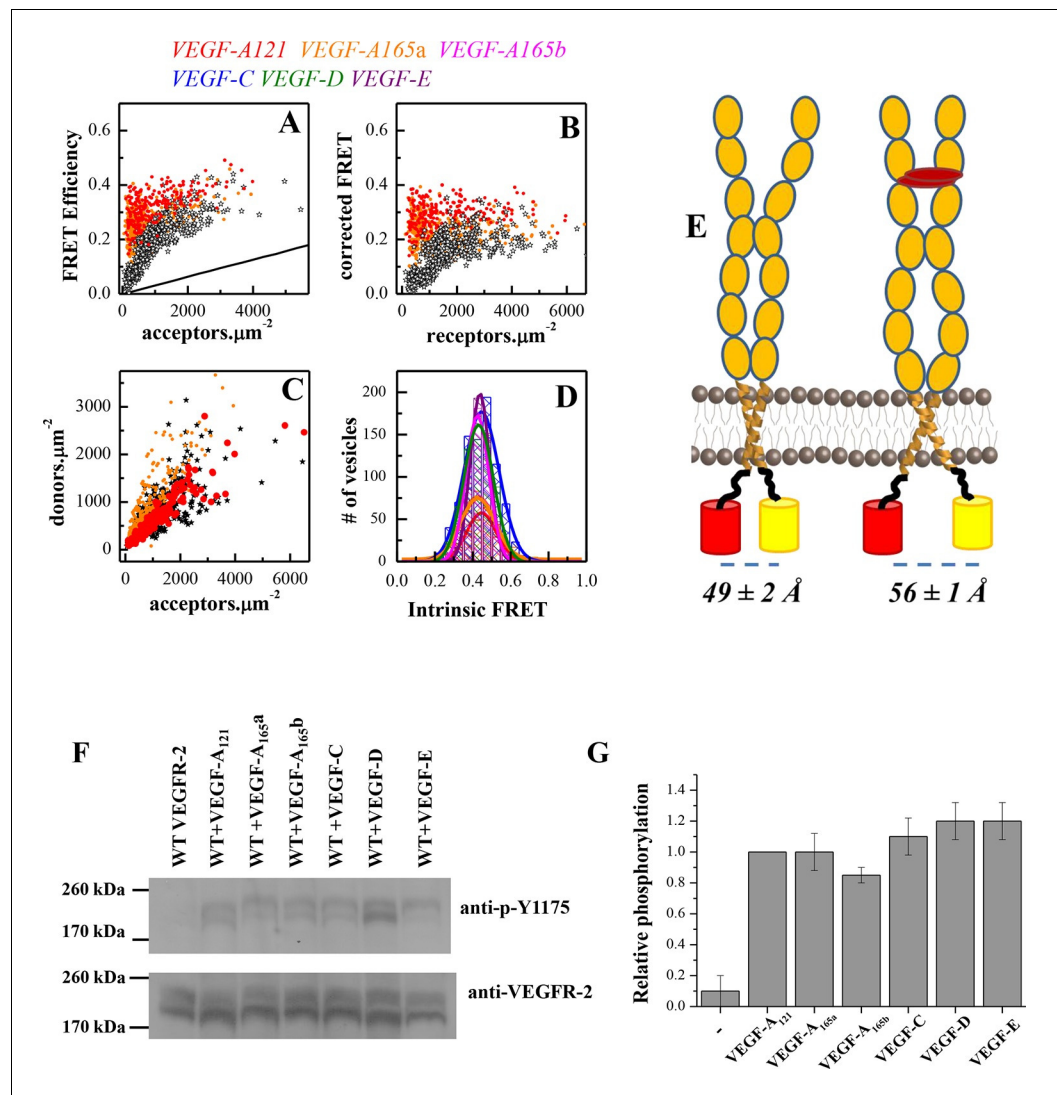 VEGF-A121 VEGF-A165a VEGF-A165b
VEGF-C VEGF-D VEGF-E
A
FRET Efficiency
0.6
0.4
0.2
0.0
0 2000 4000
acceptors.μm⁻²
B
corrected FRET
0.6
0.4
0.2
0.0
0 2000 4000 6000
receptors.μm⁻²
C
donors.μm⁻²
3000
2000
1000
0
0 2000 4000 6000
acceptors.μm⁻²
D
# of vesicles
200
150
100
50
0
0.0 0.2 0.4 0.6 0.8 1.0
Intrinsic FRET
E
49 ± 2 Å
56 ± 1 Å
F
WT VEGFR-2
WT+VEGF-A₁₂₁
WT +VEGF-A₁₆₅a
WT+VEGF-A₁₆₅b
WT +VEGF-C
WT+VEGF-D
WT+VEGF-E
260 kDa
170 kDa
anti-p-Y1175
260 kDa
170 kDa
anti-VEGFR-2
G
Relative phosphorylation
1.4
1.2
1.0
0.8
0.6
0.4
0.2
0.0
-
VEGF-A₁₂₁
VEGF-A₁₆₅ₐ
VEGF-A₁₆₅b
VEGF-C
VEGF-D
VEGF-E